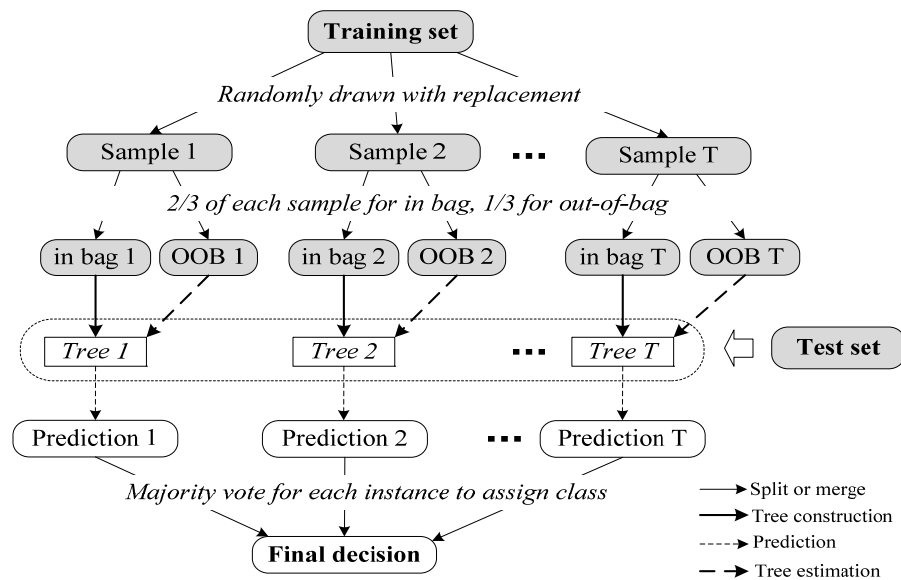 Training set
Randomly drawn with replacement
Sample 1
Sample 2
Sample T
2/3 of each sample for in bag, 1/3 for out-of-bag
in bag 1
OOB 1
in bag 2
OOB 2
in bag T
OOB T
Tree 1
Tree 2
Tree T
Test set
Prediction 1
Prediction 2
Prediction T
Majority vote for each instance to assign class
Final decision
Split or merge
Tree construction
Prediction
Tree estimation